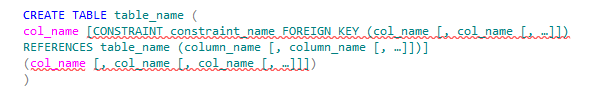 CREATE TABLE table_name (
col_name [CONSTRAINT constraint_name FOREIGN KEY (col_name [, col_name [, …]])
REFERENCES table_name (column_name [, column_name [, …]])]
(col_name [, col_name [, col_name [, …]]])
)